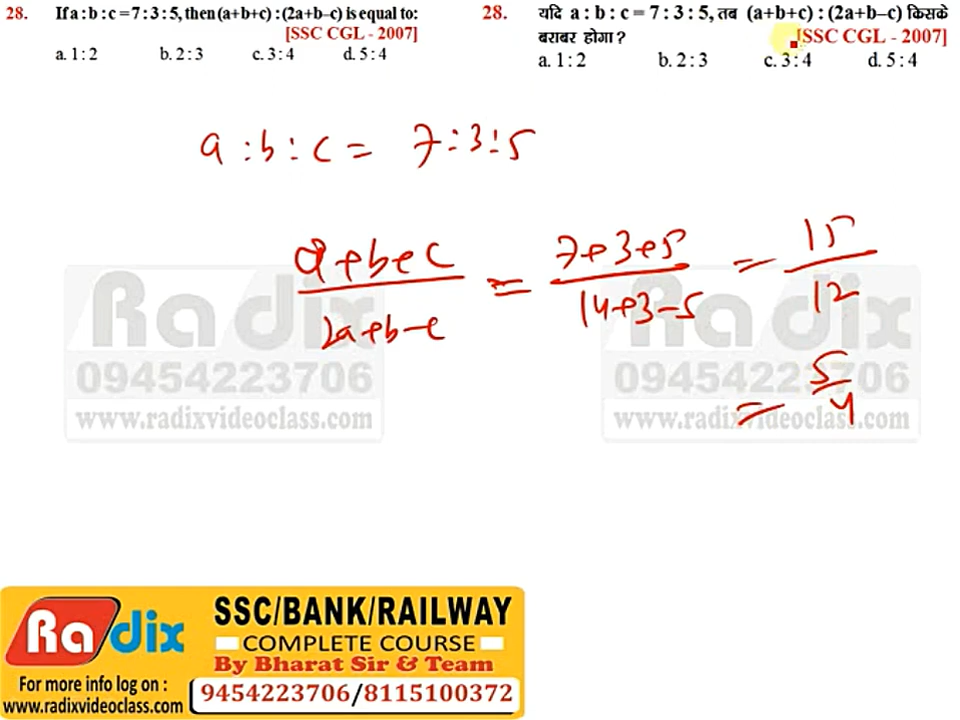 28. If a : b : c = 7 : 3 : 5, then (a+b+c) : (2a+b–c) is equal to:
[SSC CGL - 2007]
a. 1 : 2 b. 2 : 3 c. 3 : 4 d. 5 : 4
28. यदि a : b : c = 7 : 3 : 5, तब (a+b+c) : (2a+b–c) किसके
बराबर होगा ? [SSC CGL - 2007]
a. 1 : 2 b. 2 : 3 c. 3 : 4 d. 5 : 4
a : b : c = 7 : 3 : 5
a+b+c / 2a+b-c = 7+3+5 / 14+3-5 = 15 / 12
= 5/4
Radix Radix
09454223706 09454223706
www.radixvideoclass.com www.radixvideoclass.com
Radix
For more info log on :
www.radixvideoclass.com
SSC/BANK/RAILWAY
COMPLETE COURSE
By Bharat Sir & Team
9454223706/8115100372